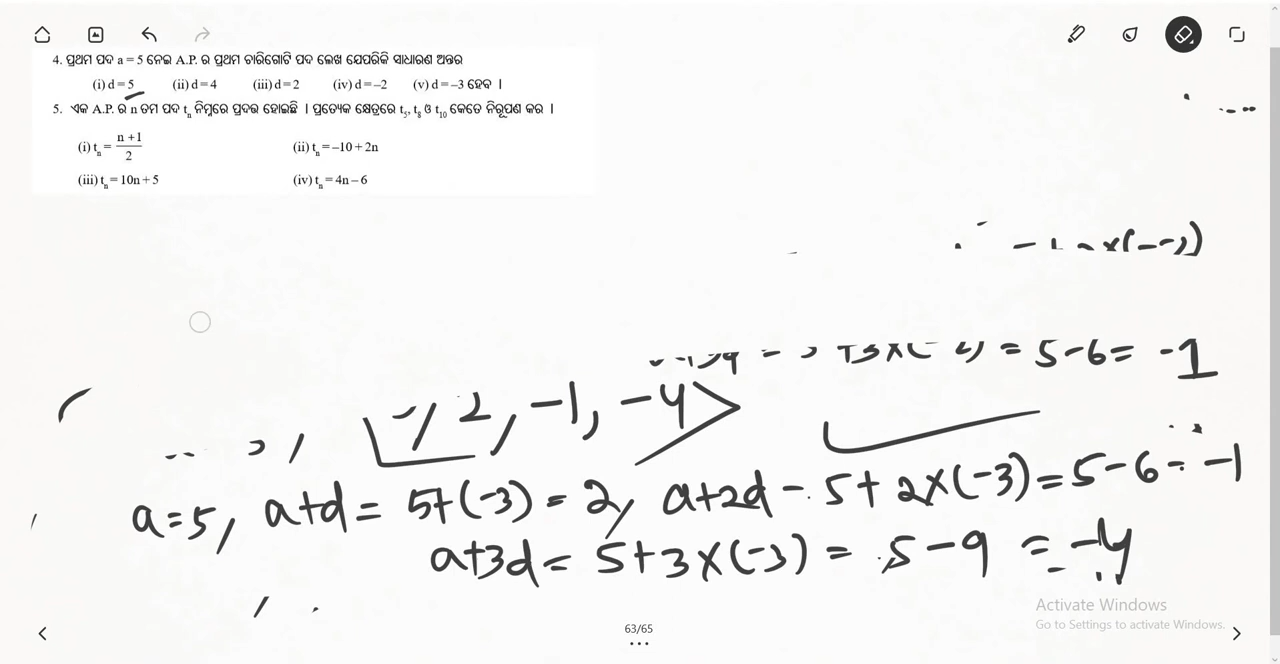 4. ପ୍ରଥମ ପଦ a = 5 ନେଇ A.P. ର ପ୍ରଥମ ଚାରିଗୋଟି ପଦ ଲେଖ ଯେପରିକି ସାଧାରଣ ଅନ୍ତର
(i) d = 5 (ii) d = 4 (iii) d = 2 (iv) d = –2 (v) d = –3 ହେବ ।
5. ଏକ A.P. ର n ତମ ପଦ tₙ ନିମ୍ନରେ ପ୍ରଦତ୍ତ ହୋଇଛି । ପ୍ରତ୍ୟେକ କ୍ଷେତ୍ରରେ t₅, t₈ ଓ t₁₀ କେତେ ନିରୂପଣ କର ।
(i) tₙ = (n + 1)/2 (ii) tₙ = –10 + 2n
(iii) tₙ = 10n + 5 (iv) tₙ = 4n – 6
= 5-6 = -1
2, -1, -4
a=5, a+d = 5+(-3) = 2, a+2d = 5+2×(-3) = 5-6 = -1
a+3d = 5+3×(-3) = 5-9 = -4
Activate Windows
Go to Settings to activate Windows.
63/65